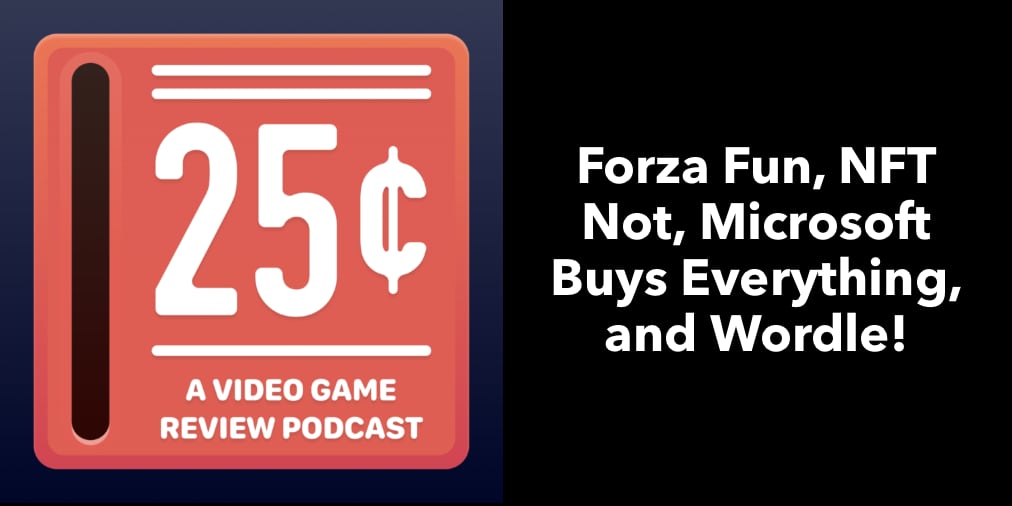 25¢
A VIDEO GAME
REVIEW PODCAST
Forza Fun, NFT
Not, Microsoft
Buys Everything,
and Wordle!